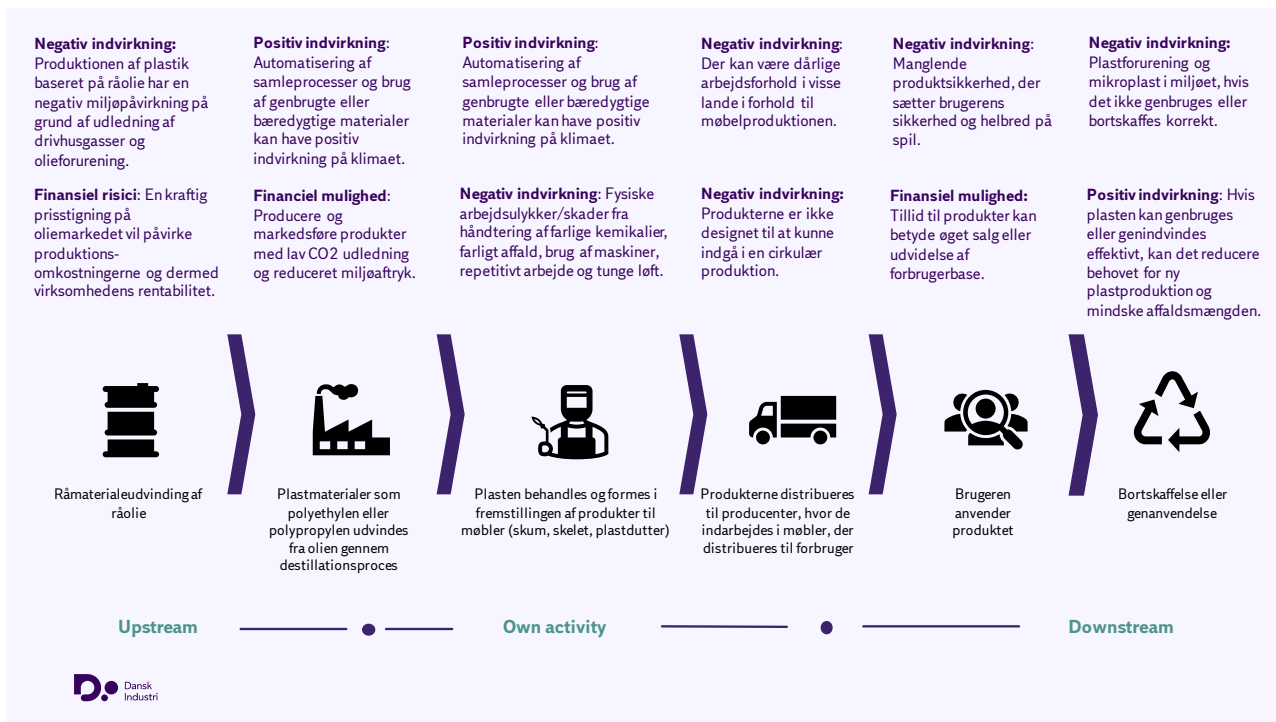 Negativ indvirkning:
Produktionen af plastik
baseret på råolie har en
negativ miljøpåvirkning på
grund af udledning af
drivhusgasser og
olieforurening.
Finansiel risici: En kraftig
prisstigning på
oliemarkedet vil påvirke
produktions-
omkostningerne og dermed
virksomhedens rentabilitet.
Positiv indvirkning:
Automatisering af
samleprocesser og brug
af genbrugte eller
bæredygtige materialer
kan have positiv
indvirkning på klimaet.
Financiel mulighed:
Producere og
markedsføre produkter
med lav CO2 udledning
og reduceret miljøaftryk.
Positiv indvirkning:
Automatisering af
samleprocesser og brug af
genbrugte eller bæredygtige
materialer kan have positiv
indvirkning på klimaet.
Negativ indvirkning: Fysiske
arbejdsulykker/skader fra
håndtering af farlige kemikalier,
farligt affald, brug af maskiner,
repetitivt arbejde og tunge løft.
Negativ indvirkning:
Der kan være dårlige
arbejdsforhold i visse
lande i forhold til
møbelproduktionen.
Negativ indvirkning:
Produkterne er ikke
designet til at kunne
indgå i en cirkulær
produktion.
Negativ indvirkning:
Manglende
produktsikkerhed, der
sætter brugerens
sikkerhed og helbred på
spil.
Finansiel mulighed:
Tillid til produkter kan
betyde øget salg eller
udvidelse af
forbrugerbase.
Negativ indvirkning:
Plastforurening og
mikroplast i miljøet, hvis
det ikke genbruges eller
bortskaffes korrekt.
Positiv indvirkning: Hvis
plasten kan genbruges
eller genindvindes
effektivt, kan det reducere
behovet for ny
plastproduktion og
mindske affaldsmængden.
Råmaterialeudvinding af
råolie
Plastmaterialer som
polyethylen eller
polypropylen udvindes
fra olien gennem
destillationsproces
Plasten behandles og formes i
fremstillingen af produkter til
møbler (skum, skelet, plastdutter)
Produkterne distribueres
til producenter, hvor de
indarbejdes i møbler, der
distribueres til forbruger
Brugeren
anvender
produktet
Bortskaffelse eller
genanvendelse
Upstream
Own activity
Downstream
Dansk
Industri